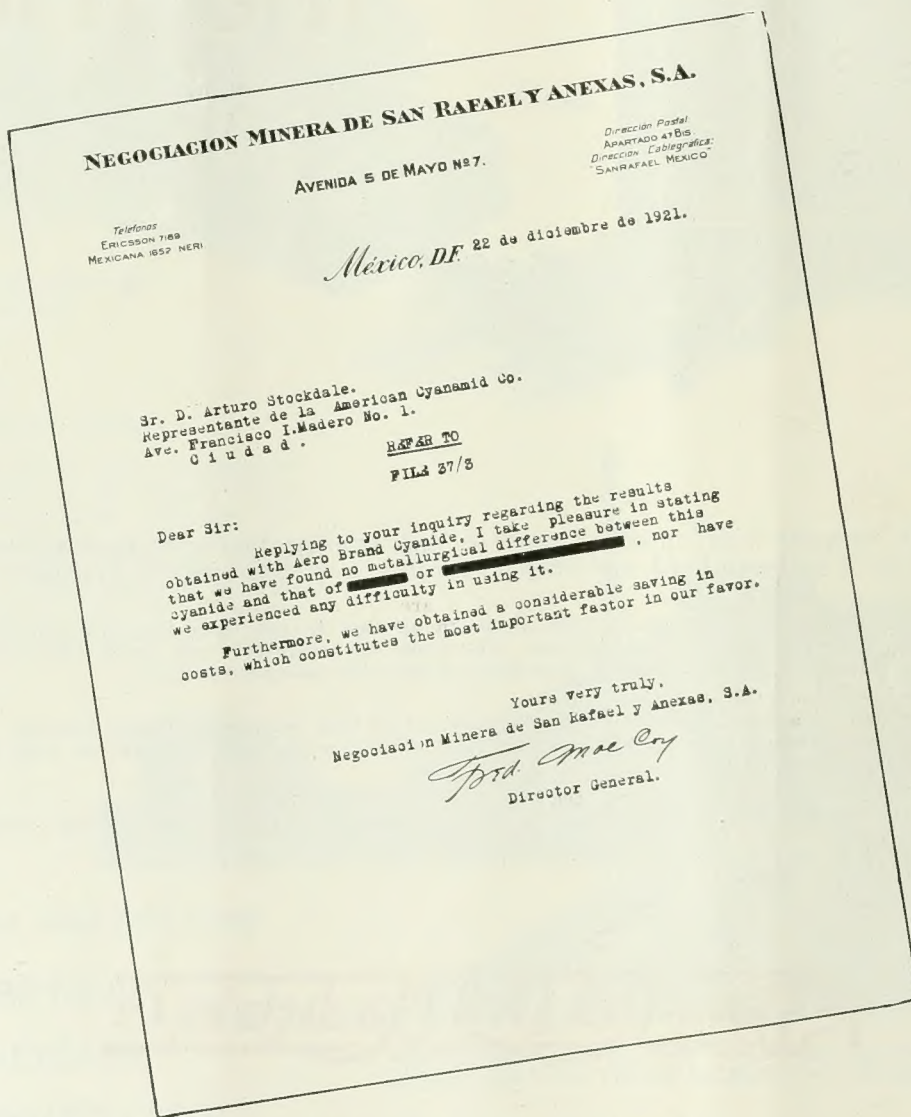 NEGOCIACION MINERA DE SAN RAFAEL Y ANEXAS, S.A.
AVENIDA 5 DE MAYO Nº 7.
Dirección Postal:
APARTADO 47 BIS
Dirección Cablegráfica:
"SANRAFAEL MEXICO"
Telefonos
ERICSSON 7169
MEXICANA 1652 NERI
México, D.F. 22 de diciembre de 1921.
Sr. D. Arturo Stockdale.
Representante de la American Cyanamid Co.
Ave. Francisco I.Madero No. 1.
C i u d a d .
REFER TO
FILE 37/3
Dear Sir:
Replying to your inquiry regarding the results
obtained with Aero Brand Cyanide, I take pleasure in stating
that we have found no metallurgical difference between this
cyanide and that of or , nor have
we experienced any difficulty in using it.
Furthermore, we have obtained a considerable saving in
costs, which constitutes the most important factor in our favor.
Yours very truly,
Negociación Minera de San Rafael y Anexas, S.A.
Fred. Mac Coy
Director General.